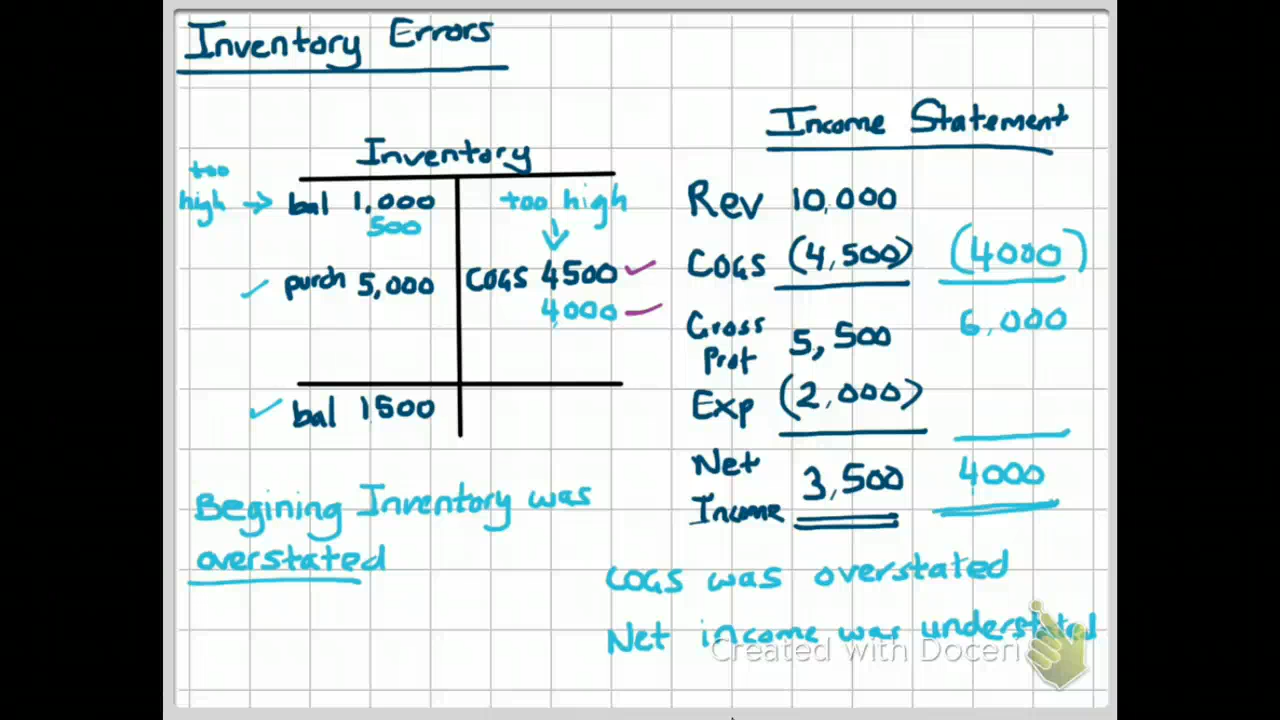 Inventory Errors
Income Statement
Inventory
too
high → bal 1,000 too high
500
purch 5,000 COGS 4500
4000
bal 1500
Rev 10,000
COGS (4,500) (4000)
Gross
Prof 5,500 6,000
Exp (2,000)
Net
Income 3,500 4000
Begining Inventory was
overstated
COGS was overstated
Net income was understated
Created with Doceri